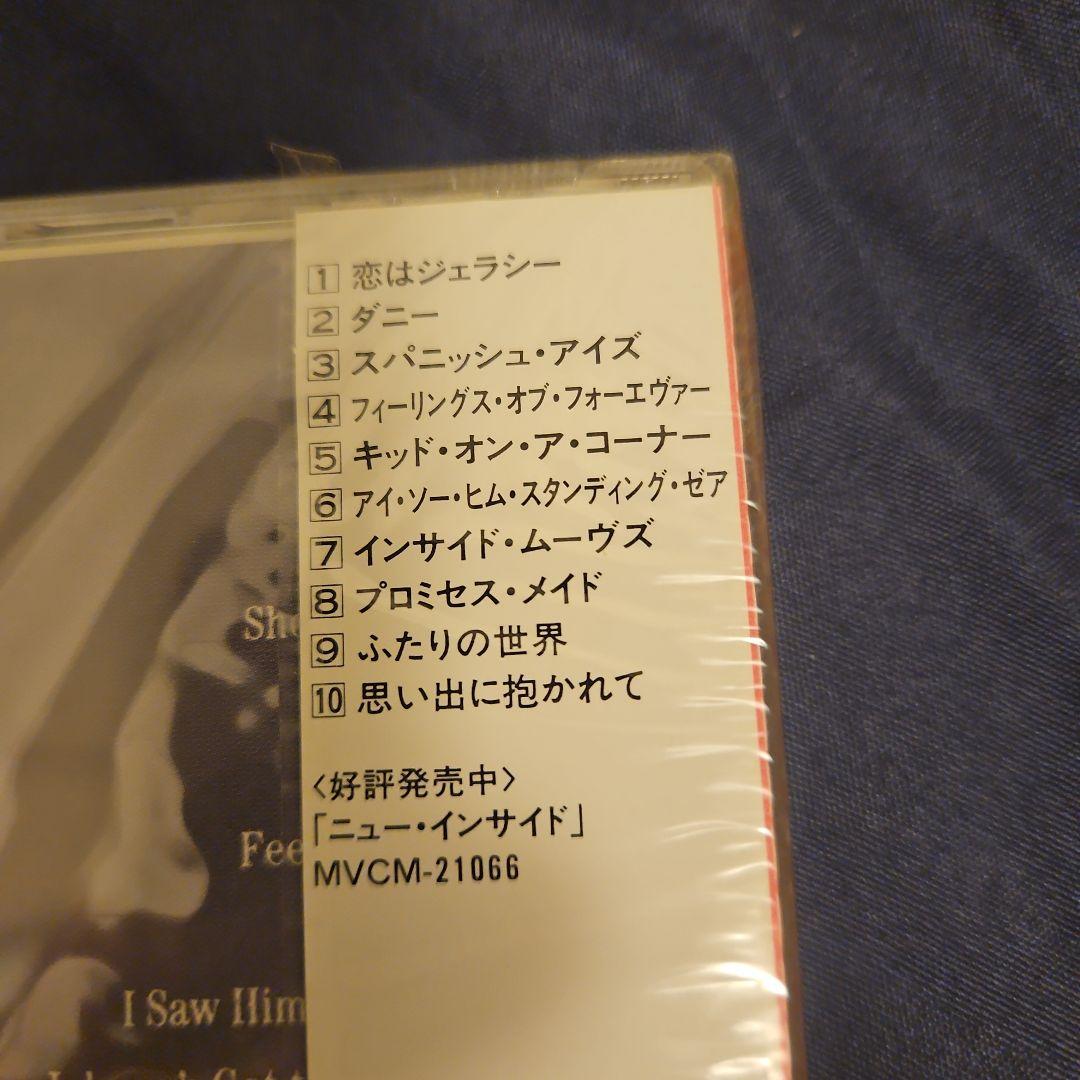 1 恋はジェラシー
2 ダニー
3 スパニッシュ・アイズ
4 フィーリングス・オブ・フォーエヴァー
5 キッド・オン・ア・コーナー
6 アイ・ソー・ヒム・スタンディング・ゼア
7 インサイド・ムーヴズ
8 プロミセス・メイド
9 ふたりの世界
10 思い出に抱かれて
〈好評発売中〉
「ニュー・インサイド」
MVCM-21066
She
Fee
I Saw Him